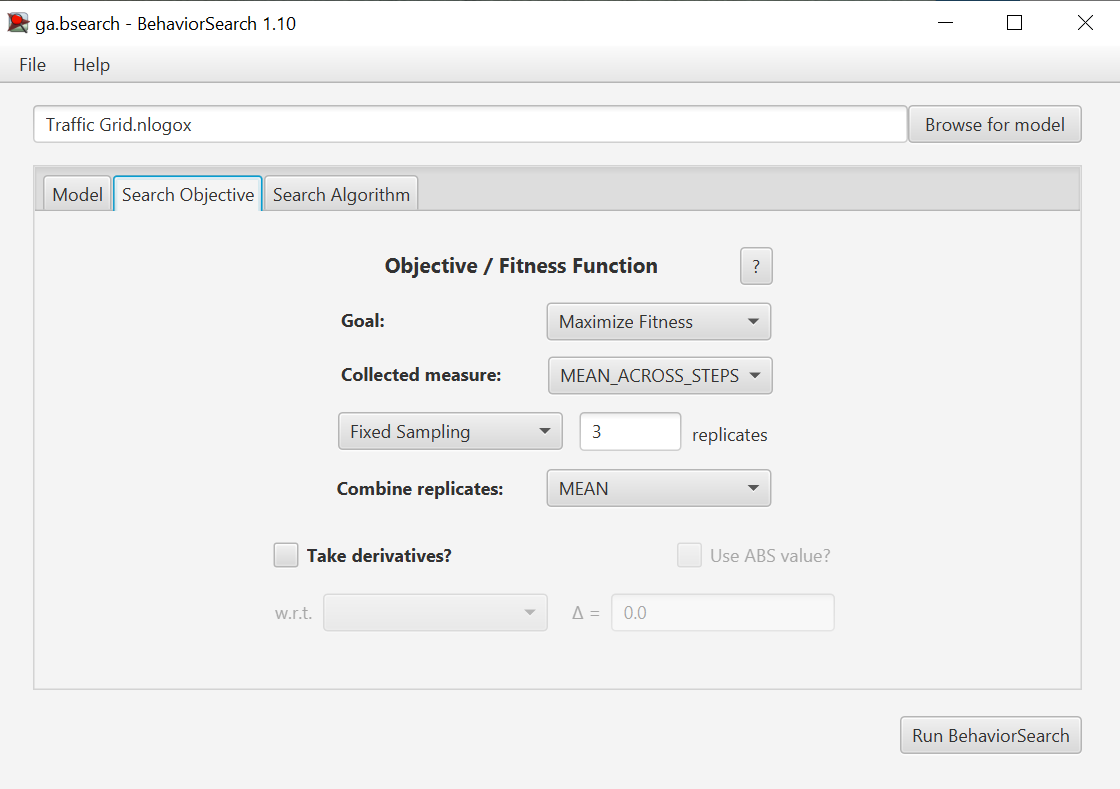 ga.bsearch - BehaviorSearch 1.10
File Help
Traffic Grid.nlogox Browse for model
Model Search Objective Search Algorithm
Objective / Fitness Function ?
Goal: Maximize Fitness
Collected measure: MEAN_ACROSS_STEPS
Fixed Sampling 3 replicates
Combine replicates: MEAN
Take derivatives? Use ABS value?
w.r.t. Δ = 0.0
Run BehaviorSearch